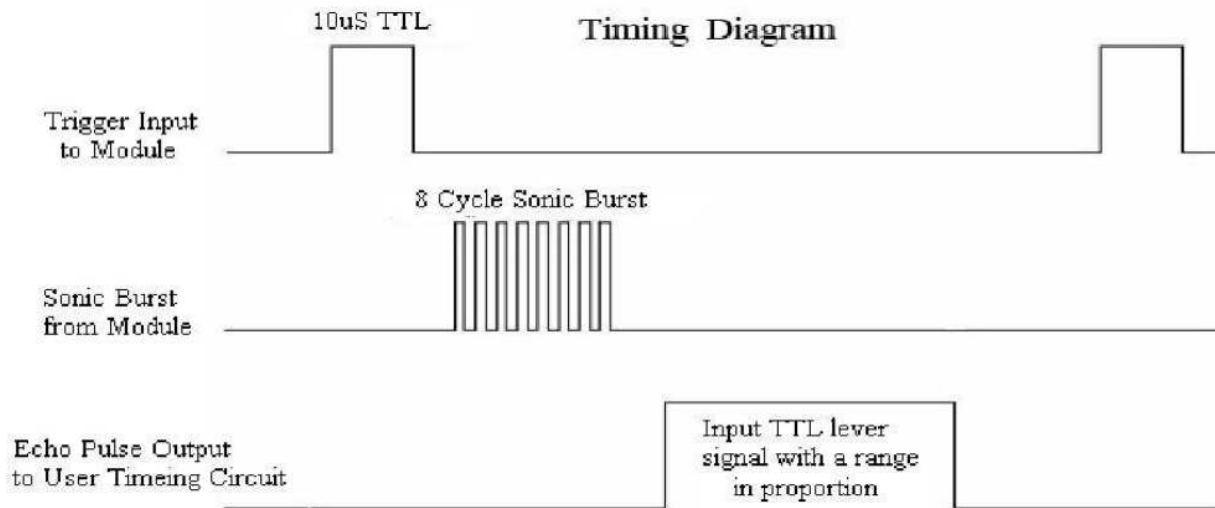 10uS TTL
Timing Diagram
Trigger Input
to Module
8 Cycle Sonic Burst
Sonic Burst
from Module
Echo Pulse Output
to User Timeing Circuit
Input TTL lever
signal with a range
in proportion